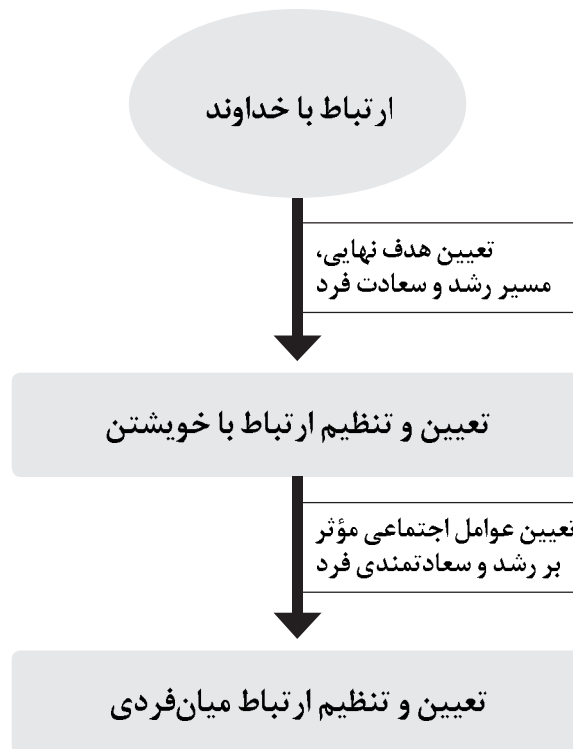 ارتباط با خداوند
تعیین هدف نهایی،
مسیر رشد و سعادت فرد
تعیین و تنظیم ارتباط با خویشتن
تعیین عوامل اجتماعی مؤثر
بر رشد و سعادتمندی فرد
تعیین و تنظیم ارتباط میان‌فردی